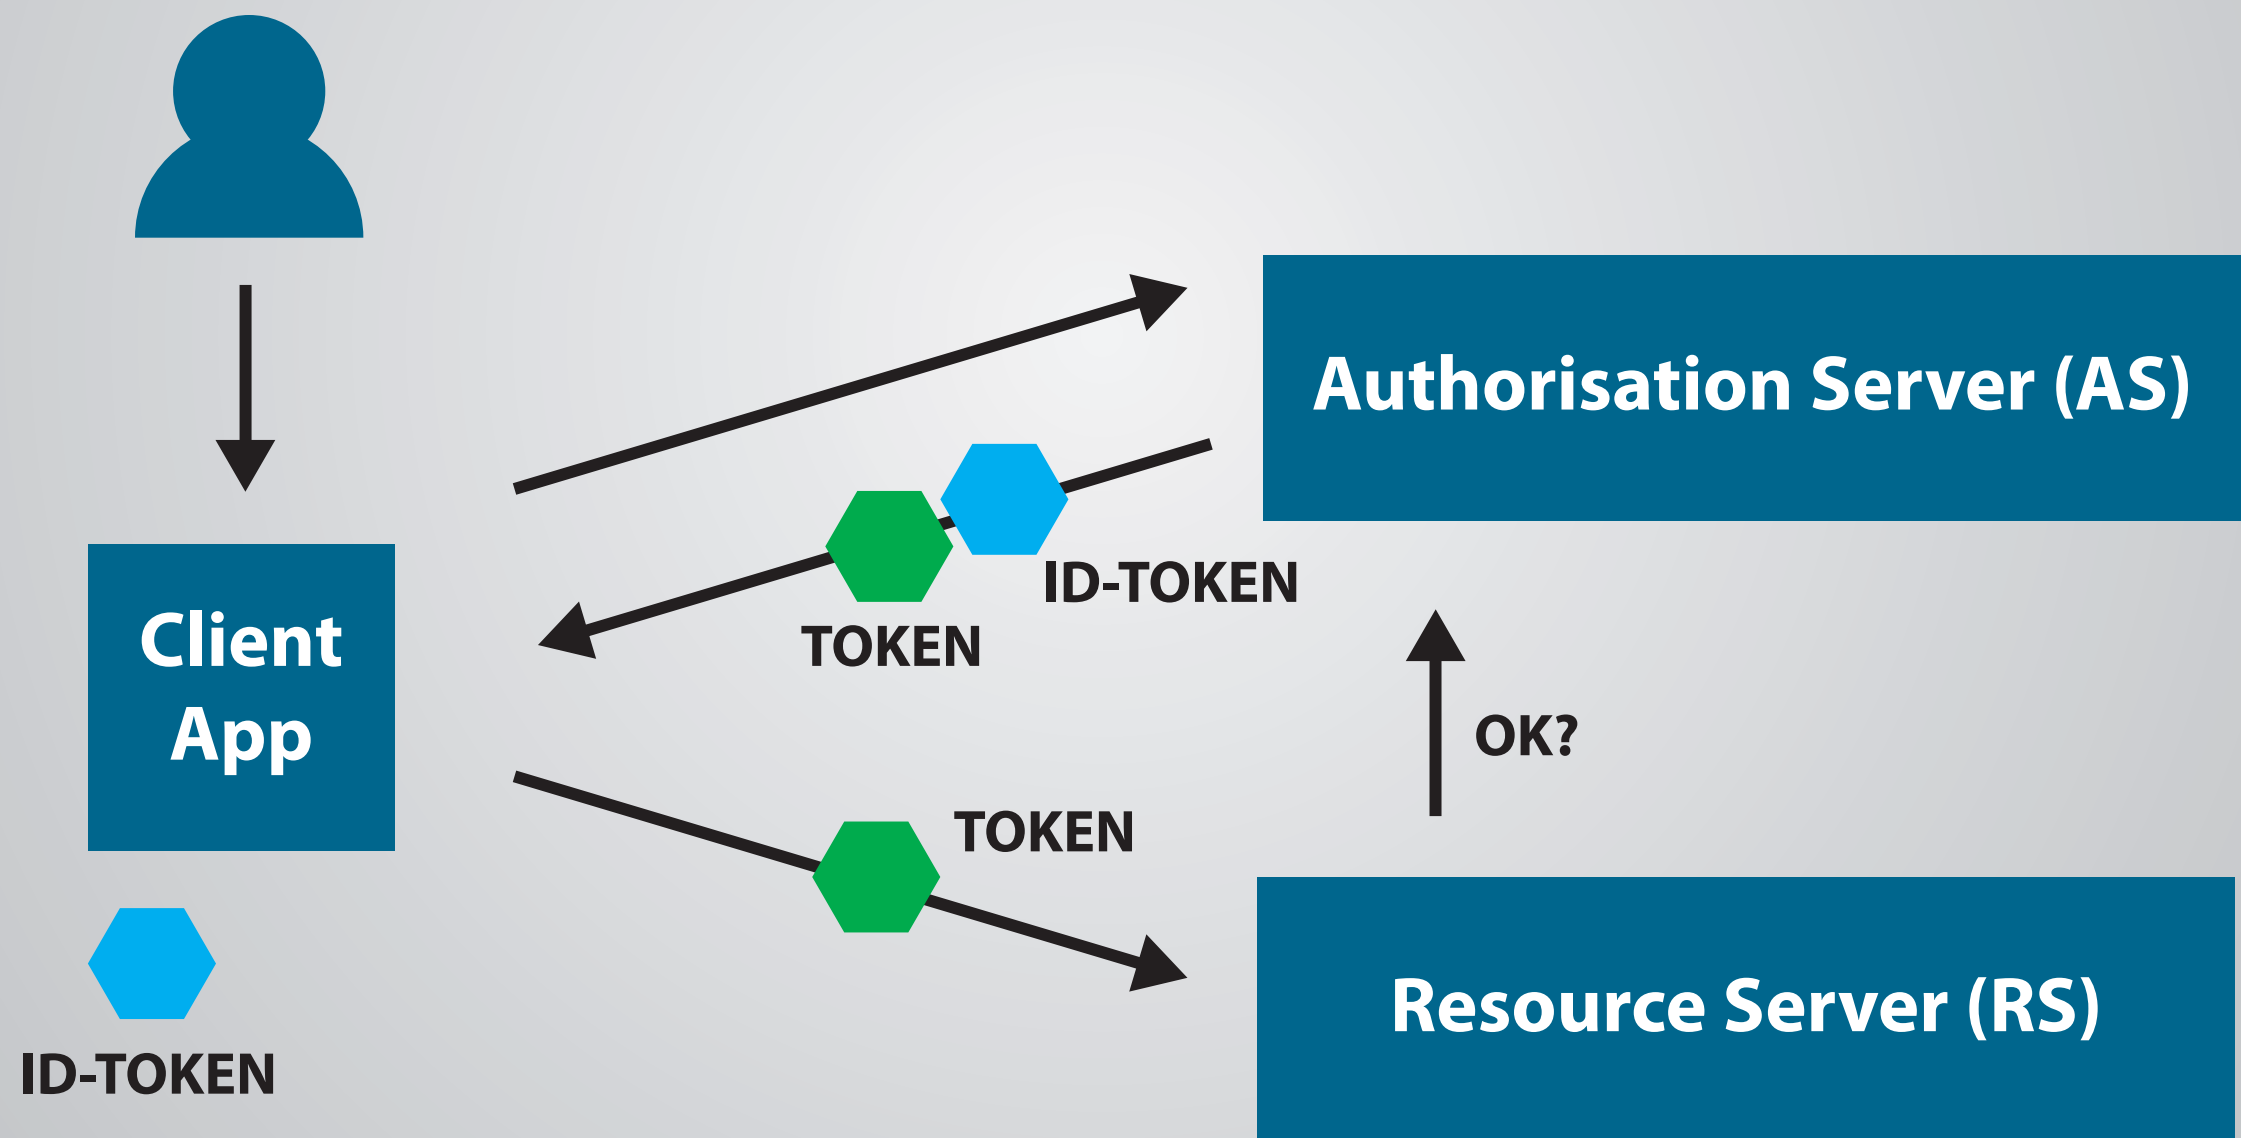 Authorisation Server (AS)
ID-TOKEN
TOKEN
Client
App
OK?
TOKEN
Resource Server (RS)
ID-TOKEN